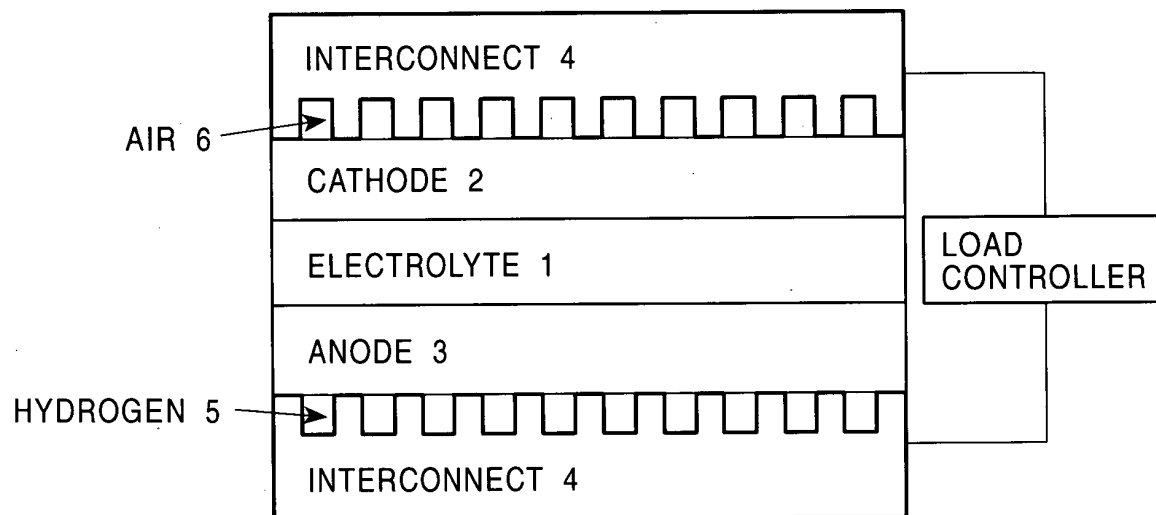 INTERCONNECT 4
AIR 6
CATHODE 2
ELECTROLYTE 1
LOAD
CONTROLLER
ANODE 3
HYDROGEN 5
INTERCONNECT 4